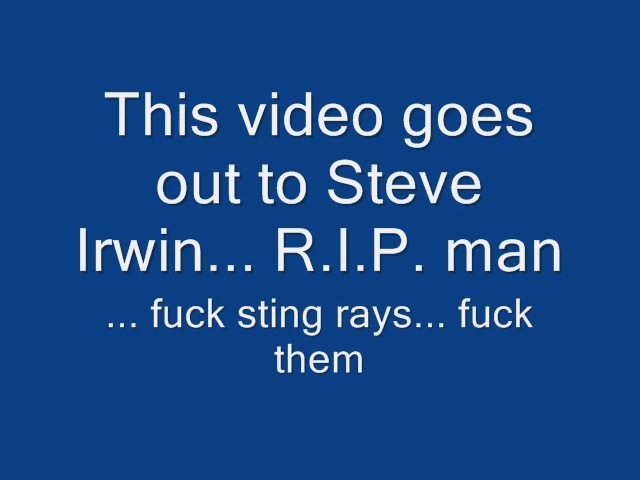 This video goes
out to Steve
Irwin... R.I.P. man
... fuck sting rays... fuck
them